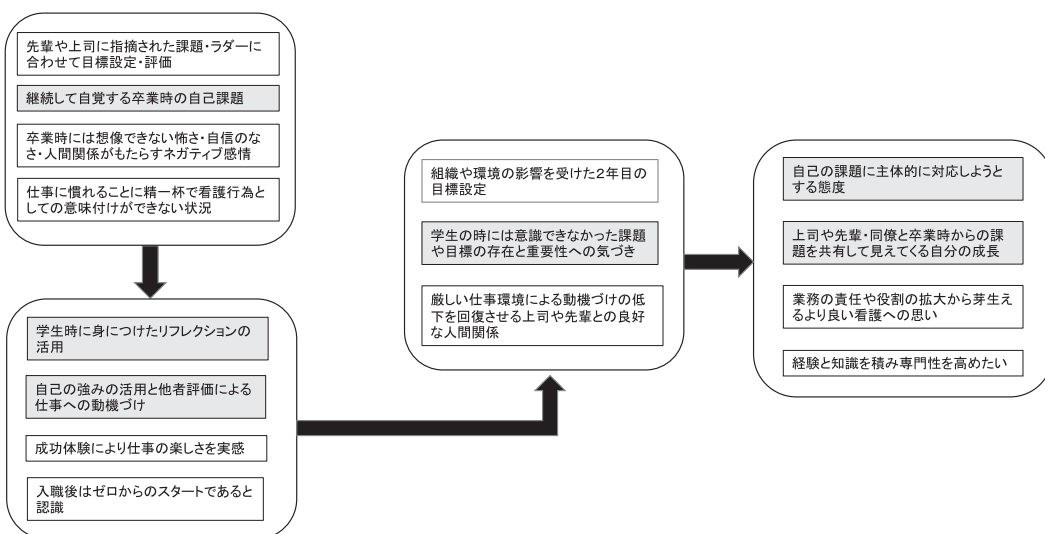 先輩や上司に指摘された課題・ラダーに
合わせて目標設定・評価
継続して自覚する卒業時の自己課題
卒業時には想像できない怖さ・自信のな
さ・人間関係がもたらすネガティブ感情
仕事に慣れることに精一杯で看護行為と
しての意味付けができない状況
学生時に身につけたリフレクションの
活用
自己の強みの活用と他者評価による
仕事への動機づけ
成功体験により仕事の楽しさを実感
入職後はゼロからのスタートであると
認識
組織や環境の影響を受けた2年目の
目標設定
学生の時には意識できなかった課題
や目標の存在と重要性への気づき
厳しい仕事環境による動機づけの低
下を回復させる上司や先輩との良好
な人間関係
自己の課題に主体的に対応しようと
する態度
上司や先輩・同僚と卒業時からの課
題を共有して見えてくる自分の成長
業務の責任や役割の拡大から芽生え
るより良い看護への思い
経験と知識を積み専門性を高めたい